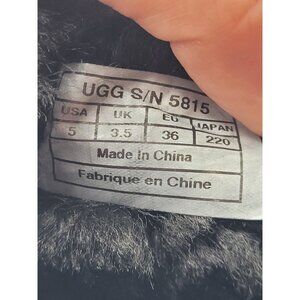 UGG S/N 5815
USA UK EU JAPAN
5 3.5 36 220
Made in China
Fabrique en Chine